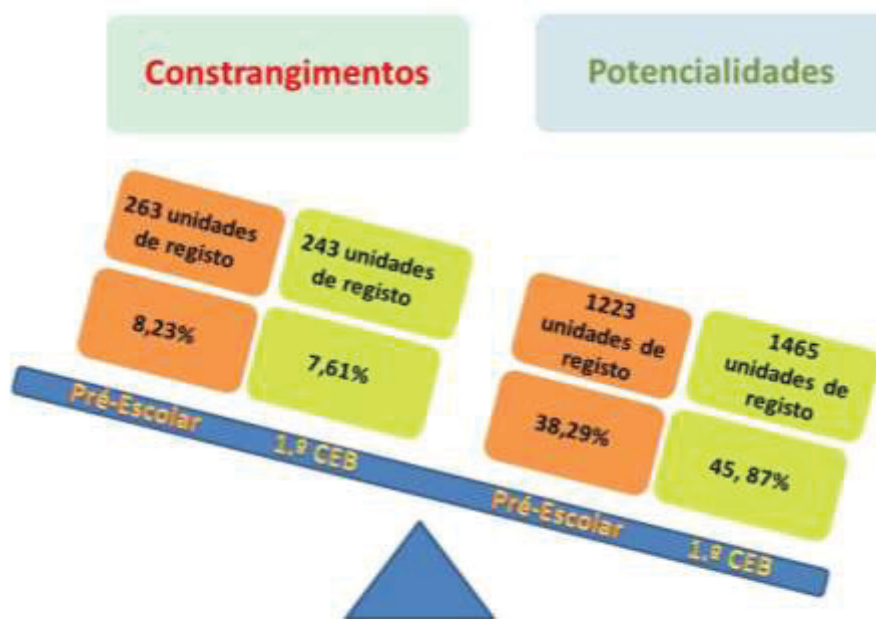 Constrangimentos
Potencialidades
263 unidades
de registo
243 unidades
de registo
8,23%
7,61%
1223
unidades de
registo
1465
unidades de
registo
38,29%
45, 87%
Pré-Escolar
1.º CEB
Pré-Escolar
1.º CEB